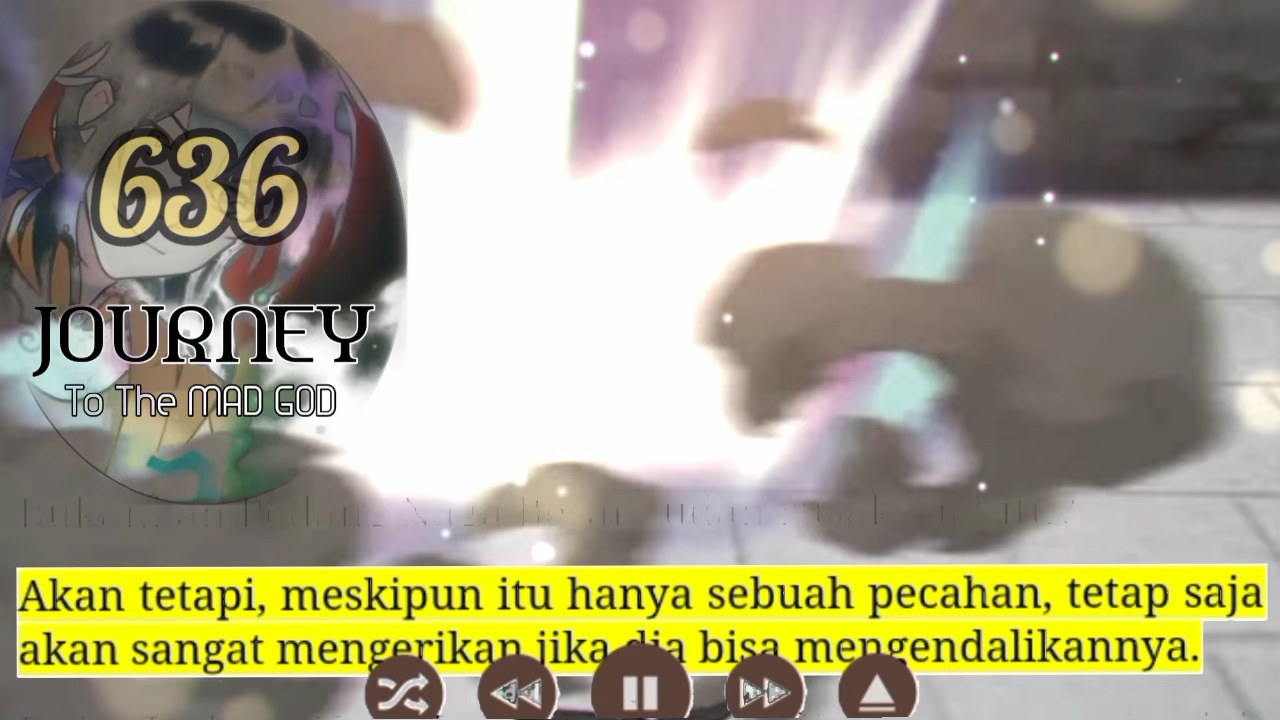 636
JOURNEY
To The MAD GOD
Akan tetapi, meskipun itu hanya sebuah pecahan, tetap saja
akan sangat mengerikan jika dia bisa mengendalikannya.